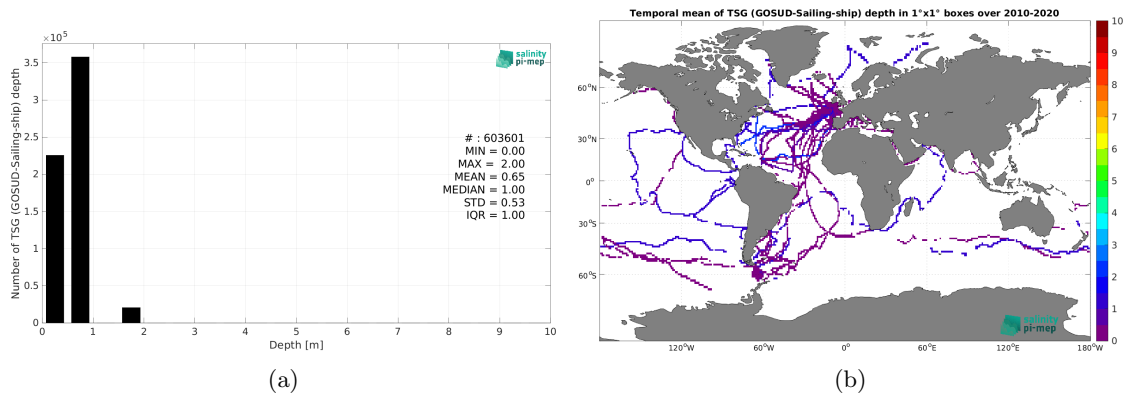 ×10⁵
3.5
3
2.5
2
1.5
1
0.5
0
Number of TSG (GOSUD-Sailing-ship) depth
0 1 2 3 4 5 6 7 8 9 10
Depth [m]
salinity
pi-mep
# : 603601
MIN = 0.00
MAX = 2.00
MEAN = 0.65
MEDIAN = 1.00
STD = 0.53
IQR = 1.00
(a)
Temporal mean of TSG (GOSUD-Sailing-ship) depth in 1°x1° boxes over 2010-2020
60°N
30°N
0°
30°S
60°S
120°W 60°W 0° 60°E 120°E 180°W
salinity
pi-mep
10
9
8
7
6
5
4
3
2
1
0
(b)